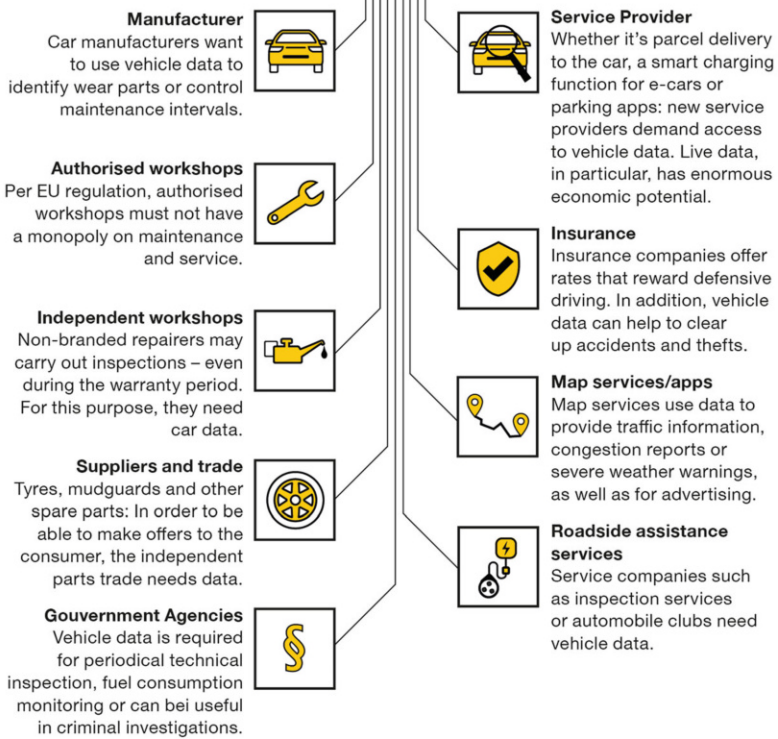 Manufacturer
Car manufacturers want
to use vehicle data to
identify wear parts or control
maintenance intervals.
Authorised workshops
Per EU regulation, authorised
workshops must not have
a monopoly on maintenance
and service.
Independent workshops
Non-branded repairers may
carry out inspections – even
during the warranty period.
For this purpose, they need
car data.
Suppliers and trade
Tyres, mudguards and other
spare parts: In order to be
able to make offers to the
consumer, the independent
parts trade needs data.
Gouvernment Agencies
Vehicle data is required
for periodical technical
inspection, fuel consumption
monitoring or can bei useful
in criminal investigations.
§
Service Provider
Whether it's parcel delivery
to the car, a smart charging
function for e-cars or
parking apps: new service
providers demand access
to vehicle data. Live data,
in particular, has enormous
economic potential.
Insurance
Insurance companies offer
rates that reward defensive
driving. In addition, vehicle
data can help to clear
up accidents and thefts.
Map services/apps
Map services use data to
provide traffic information,
congestion reports or
severe weather warnings,
as well as for advertising.
Roadside assistance
services
Service companies such
as inspection services
or automobile clubs need
vehicle data.